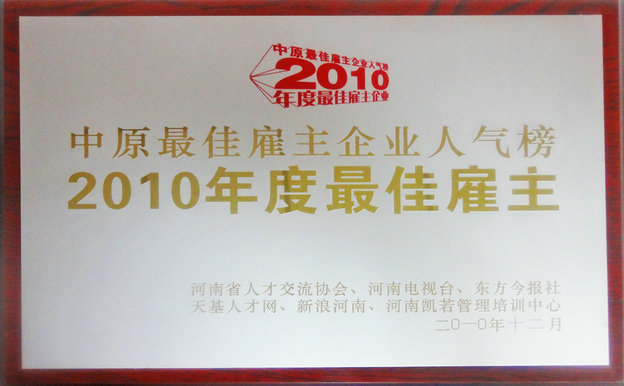 中原最佳雇主企业人气榜
2010
年度最佳雇主企业
中原最佳雇主企业人气榜
2010年度最佳雇主
河南省人才交流协会、河南电视台、东方今报社
天基人才网、新浪河南、河南凯若管理培训中心
二〇一〇年十二月